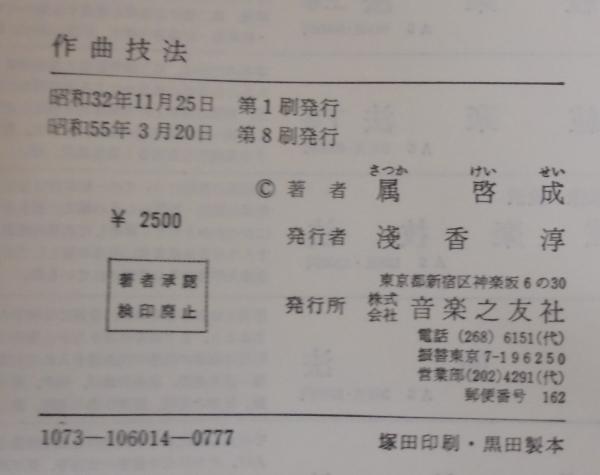 作曲技法
昭和32年11月25日 第1刷発行
昭和55年3月20日 第8刷発行
さつか けい せい
© 著者 属啓成
¥ 2500
発行者 淺香淳
著者承認
検印廃止
東京都新宿区神楽坂6の30
発行所 株式会社 音楽之友社
電話 (268) 6151(代)
振替東京7-196250
営業部(202)4291(代)
郵便番号 162
1073—106014—0777
塚田印刷・黒田製本